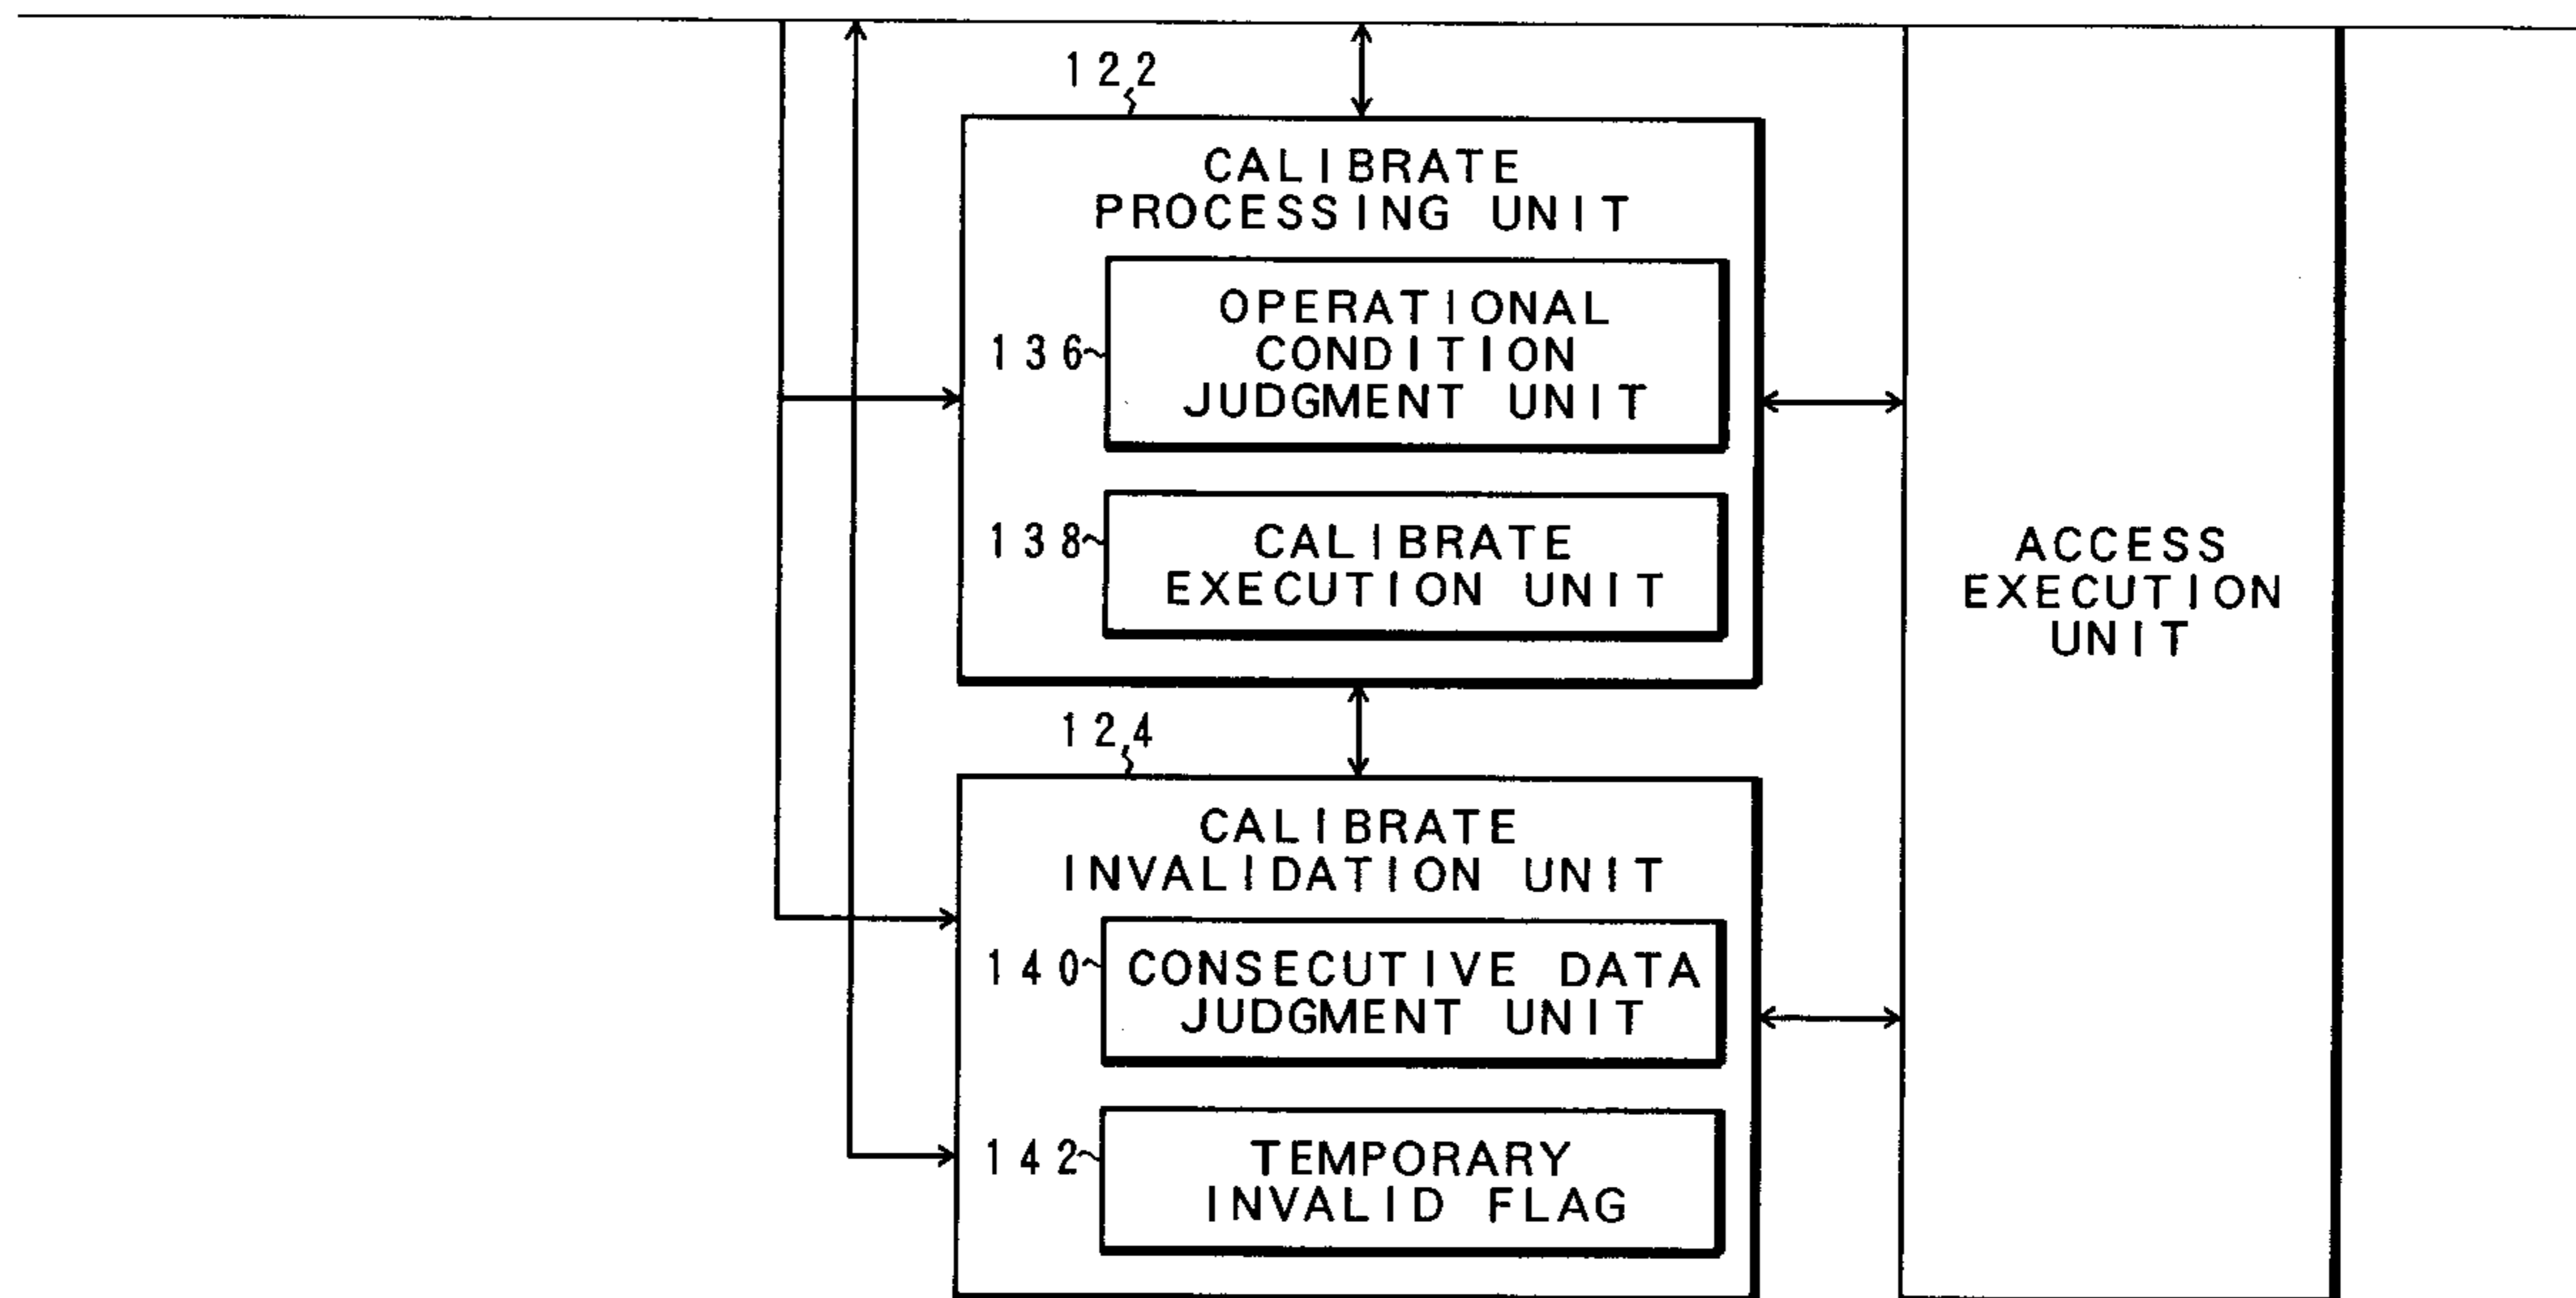 122
CALIBRATE
PROCESSING UNIT
OPERATIONAL
136 CONDITION
JUDGMENT UNIT
138 CALIBRATE
EXECUTION UNIT
ACCESS
EXECUTION
UNIT
124
CALIBRATE
INVALIDATION UNIT
140 CONSECUTIVE DATA
JUDGMENT UNIT
142 TEMPORARY
INVALID FLAG